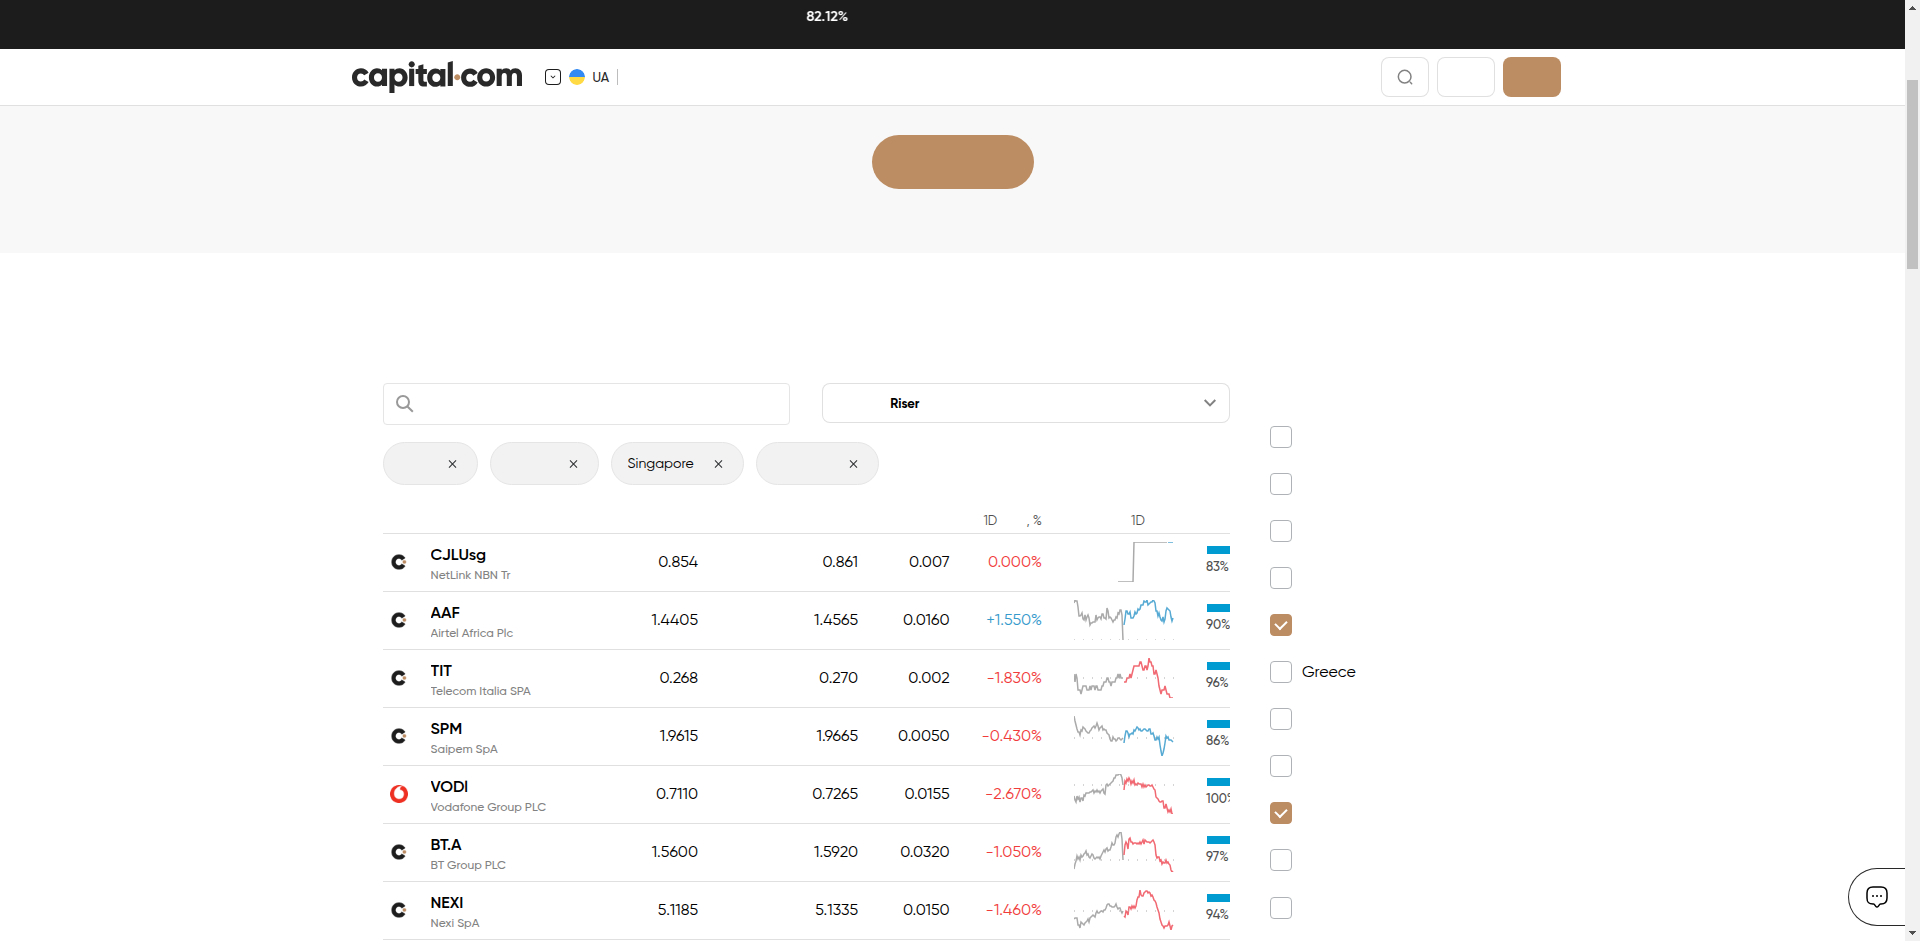 82.12%
capital.com
UA
Riser
Singapore
1D , % 1D
CJLUsg 0.854 0.861 0.007 0.000% 83%
NetLink NBN Tr
AAF 1.4405 1.4565 0.0160 +1.550% 90%
Airtel Africa Plc
TIT 0.268 0.270 0.002 -1.830% 96%
Telecom Italia SPA
Greece
SPM 1.9615 1.9665 0.0050 -0.430% 86%
Saipem SpA
VODl 0.7110 0.7265 0.0155 -2.670% 100%
Vodafone Group PLC
BT.A 1.5600 1.5920 0.0320 -1.050% 97%
BT Group PLC
NEXI 5.1185 5.1335 0.0150 -1.460% 94%
Nexi SpA